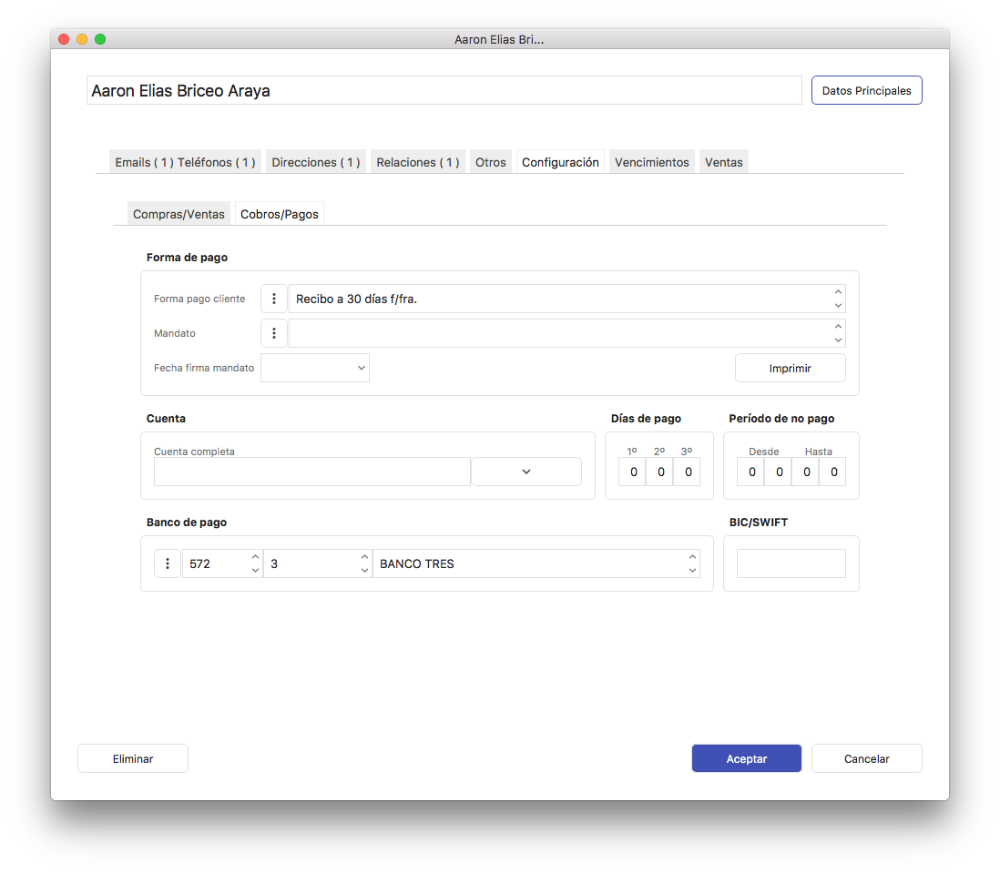 Aaron Elias Bri...
Aaron Elias Briceo Araya
Datos Principales
Emails ( 1 ) Teléfonos ( 1 ) Direcciones ( 1 ) Relaciones ( 1 ) Otros Configuración Vencimientos Ventas
Compras/Ventas Cobros/Pagos
Forma de pago
Forma pago cliente Recibo a 30 días f/fra.
Mandato
Fecha firma mandato Imprimir
Cuenta Días de pago Período de no pago
Cuenta completa 1º 2º 3º Desde Hasta
0 0 0 0 0 0 0
Banco de pago BIC/SWIFT
572 3 BANCO TRES
Eliminar Aceptar Cancelar